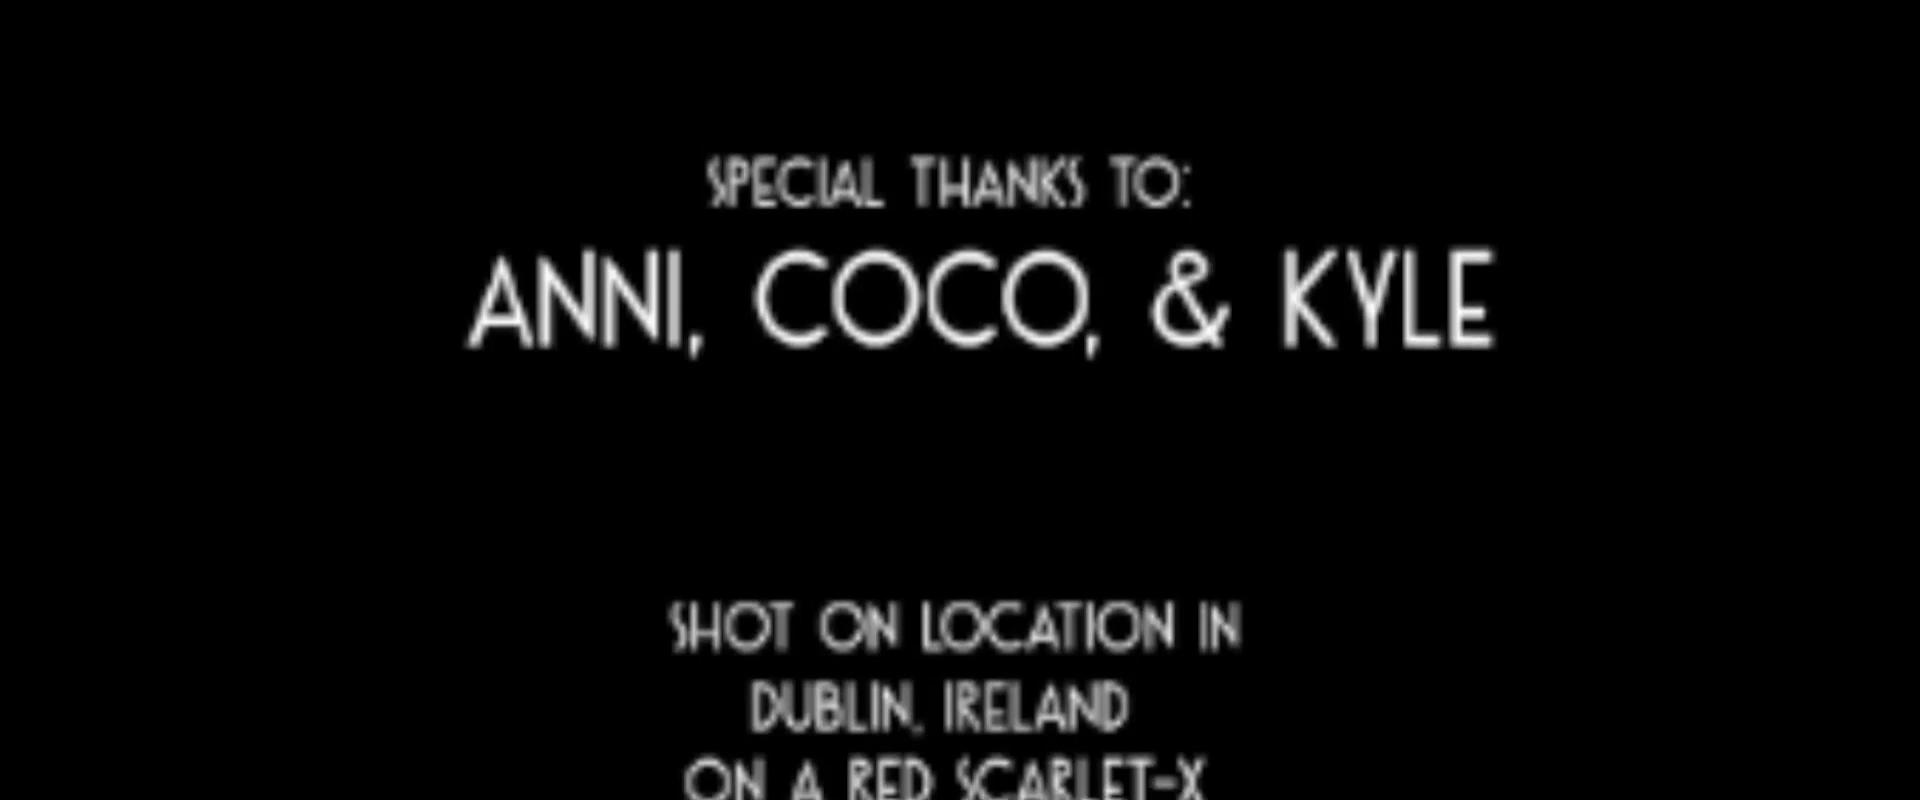 SPECIAL THANKS TO:
ANNI, COCO, & KYLE
SHOT ON LOCATION IN
DUBLIN, IRELAND
ON A RED SCARLET-X